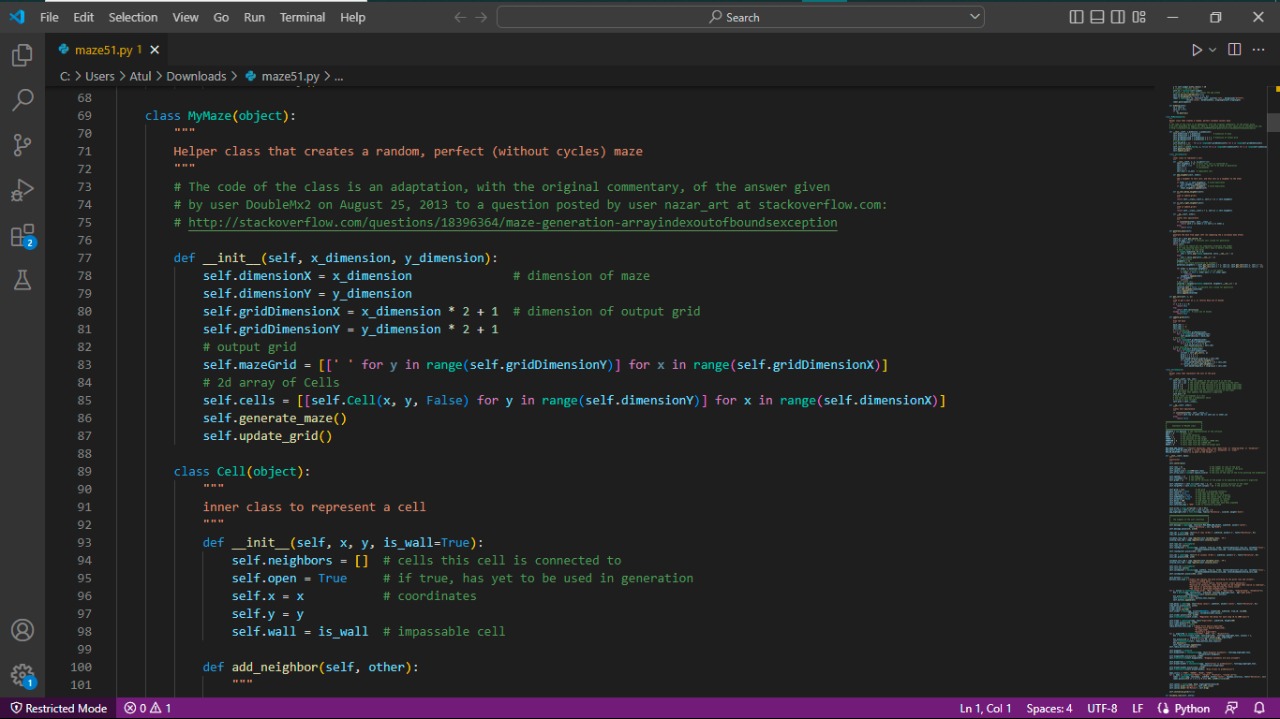 File Edit Selection View Go Run Terminal Help Search
maze51.py 1
C: > Users > Atul > Downloads > maze51.py > ...
68
69 class MyMaze(object):
70 """
71 Helper class that creates a random, perfect (without cycles) maze
72 """
73 # The code of the class is an adaptation, with the original commentary, of the answer given
74 # by user DoubleMx2 on August 25, 2013 to a question posted by user nazar_art at stackoverflow.com:
75 # http://stackoverflow.com/questions/18396364/maze-generation-arrayindexoutofboundsexception
76
77 def __init__(self, x_dimension, y_dimension):
78 self.dimensionX = x_dimension # dimension of maze
79 self.dimensionY = y_dimension
80 self.gridDimensionX = x_dimension * 2 + 1 # dimension of output grid
81 self.gridDimensionY = y_dimension * 2 + 1
82 # output grid
83 self.mazeGrid = [[' ' for y in range(self.gridDimensionY)] for x in range(self.gridDimensionX)]
84 # 2d array of Cells
85 self.cells = [[self.Cell(x, y, False) for y in range(self.dimensionY)] for x in range(self.dimensionX)]
86 self.generate_maze()
87 self.update_grid()
88
89 class Cell(object):
90 """
91 inner class to represent a cell
92 """
93 def __init__(self, x, y, is_wall=True):
94 self.neighbors = [] # cells this cell is connected to
95 self.open = True # if true, has yet to be used in generation
96 self.x = x # coordinates
97 self.y = y
98 self.wall = is_wall # impassable cell
99
100 def add_neighbor(self, other):
101 """
2
1
Restricted Mode 0 1 Ln 1, Col 1 Spaces: 4 UTF-8 LF Python